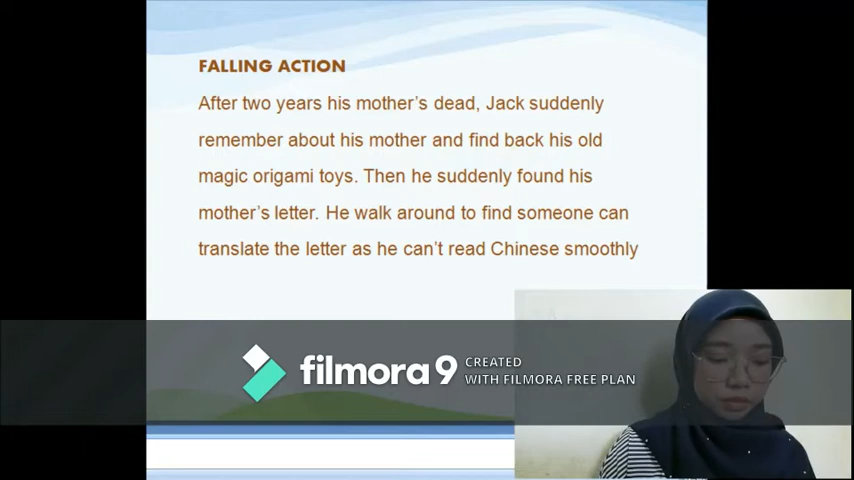 FALLING ACTION
After two years his mother's dead, Jack suddenly
remember about his mother and find back his old
magic origami toys. Then he suddenly found his
mother's letter. He walk around to find someone can
translate the letter as he can't read Chinese smoothly
filmora 9 CREATED
WITH FILMORA FREE PLAN